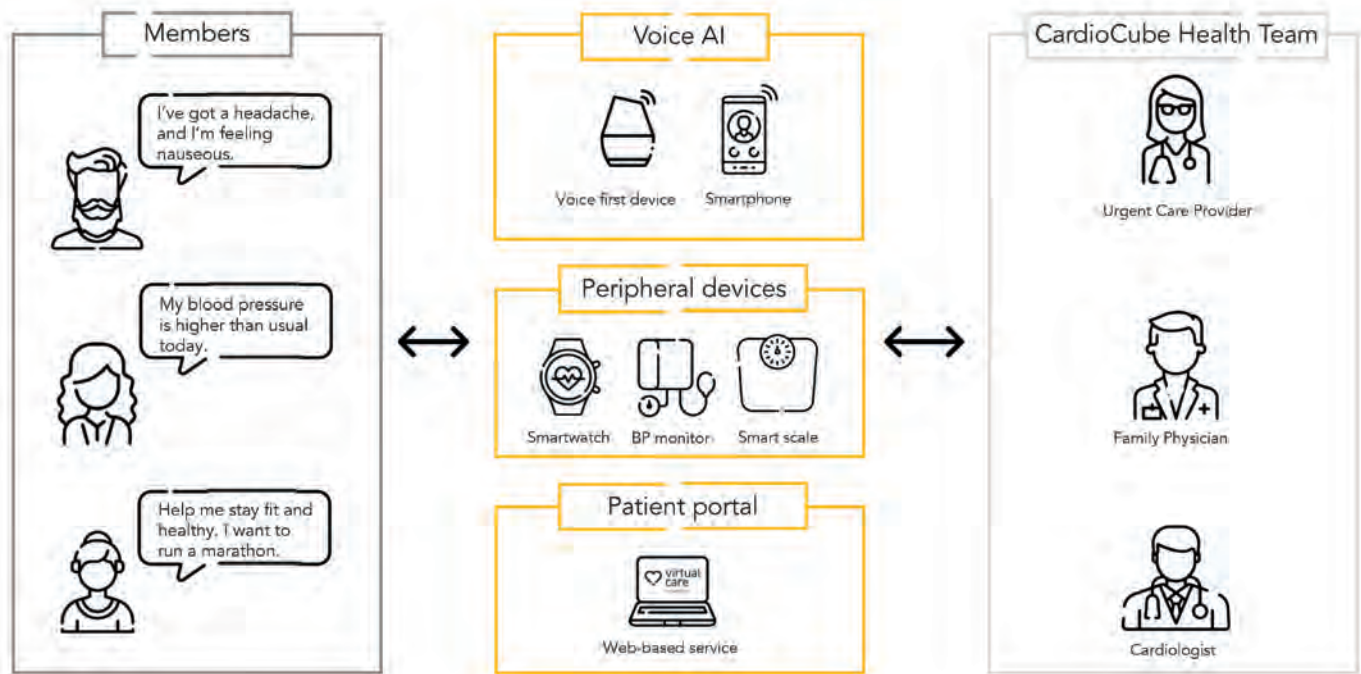 Members
I've got a headache,
and I'm feeling
nauseous.
My blood pressure
is higher than usual
today.
Help me stay fit and
healthy. I want to
run a marathon.
Voice AI
Voice first device
Smartphone
Peripheral devices
Smartwatch
BP monitor
Smart scale
Patient portal
virtual
care
Web-based service
CardioCube Health Team
Urgent Care Provider
Family Physician
Cardiologist